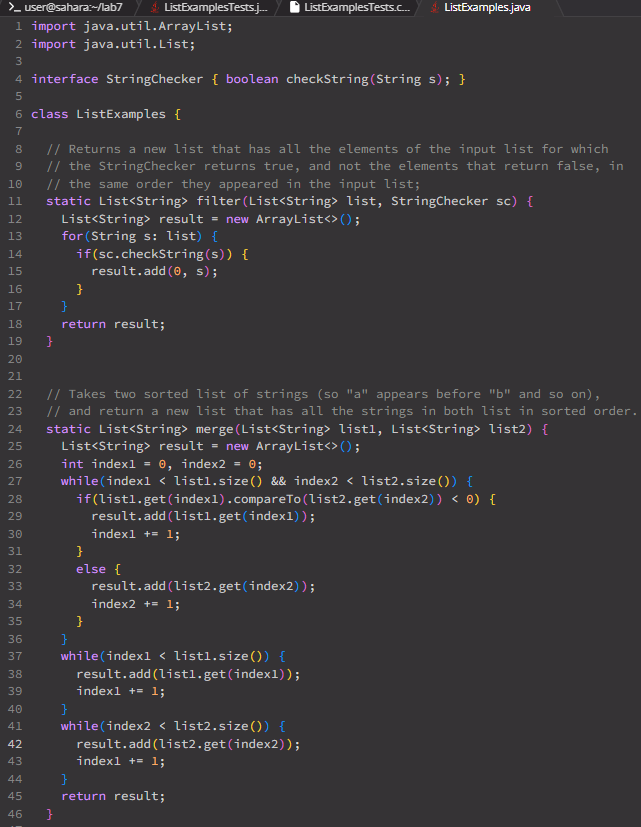 user@sahara:~/lab7 ListExamplesTests.j... ListExamplesTests.c... ListExamples.java
1 import java.util.ArrayList;
2 import java.util.List;
3
4 interface StringChecker { boolean checkString(String s); }
5
6 class ListExamples {
7
8   // Returns a new list that has all the elements of the input list for which
9   // the StringChecker returns true, and not the elements that return false, in
10   // the same order they appeared in the input list;
11   static List<String> filter(List<String> list, StringChecker sc) {
12     List<String> result = new ArrayList<>();
13     for(String s: list) {
14       if(sc.checkString(s)) {
15         result.add(0, s);
16       }
17     }
18     return result;
19   }
20
21
22   // Takes two sorted list of strings (so "a" appears before "b" and so on),
23   // and return a new list that has all the strings in both list in sorted order.
24   static List<String> merge(List<String> list1, List<String> list2) {
25     List<String> result = new ArrayList<>();
26     int index1 = 0, index2 = 0;
27     while(index1 < list1.size() && index2 < list2.size()) {
28       if(list1.get(index1).compareTo(list2.get(index2)) < 0) {
29         result.add(list1.get(index1));
30         index1 += 1;
31       }
32       else {
33         result.add(list2.get(index2));
34         index2 += 1;
35       }
36     }
37     while(index1 < list1.size()) {
38       result.add(list1.get(index1));
39       index1 += 1;
40     }
41     while(index2 < list2.size()) {
42       result.add(list2.get(index2));
43       index1 += 1;
44     }
45     return result;
46   }